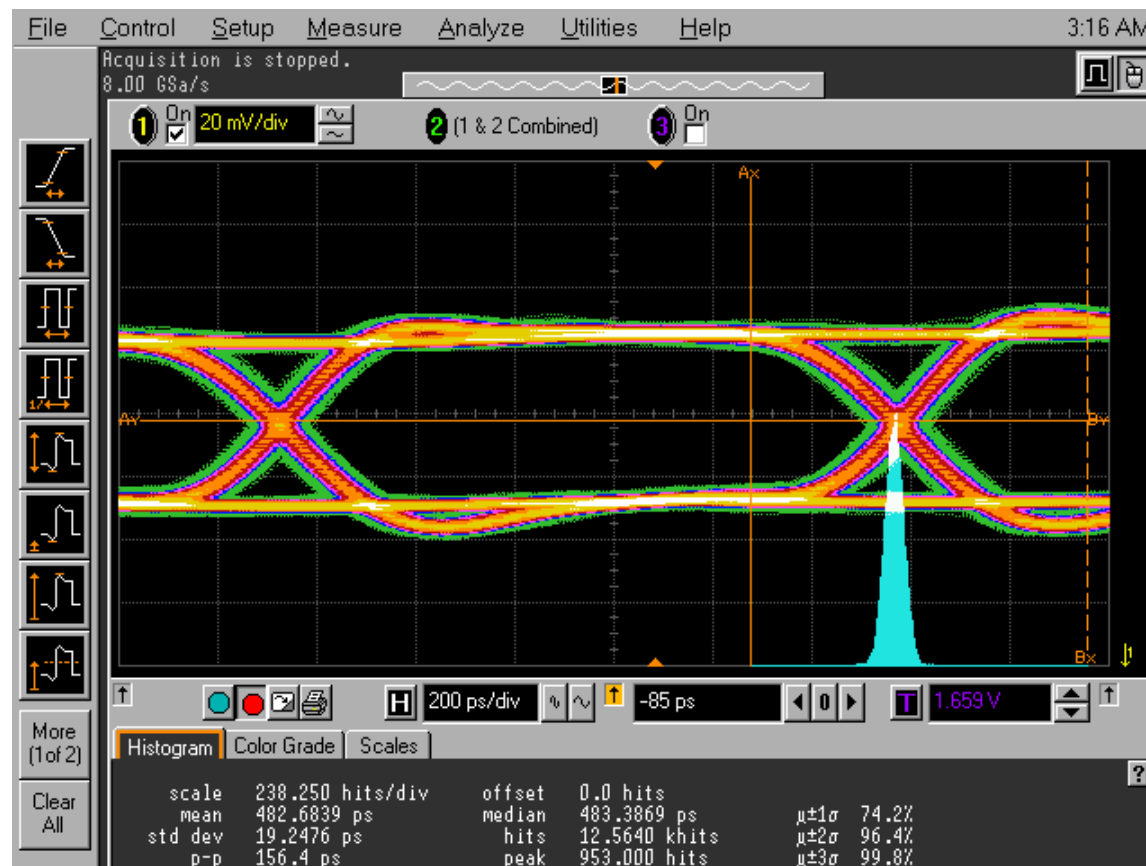 File Control Setup Measure Analyze Utilities Help 3:16 AM
Acquisition is stopped.
8.00 GSa/s
1 On 20 mV/div 2 (1 & 2 Combined) 3 On
Ax
Ay By
Bx 1
H 200 ps/div 0 -85 ps T 1.659 V
More
(1of 2)
Clear
All
Histogram Color Grade Scales
?
scale 238.250 hits/div offset 0.0 hits
mean 482.6839 ps median 483.3869 ps µ±1σ 74.2%
std dev 19.2476 ps hits 12.5640 khits µ±2σ 96.4%
p-p 156.4 ps peak 953.000 hits µ±3σ 99.8%